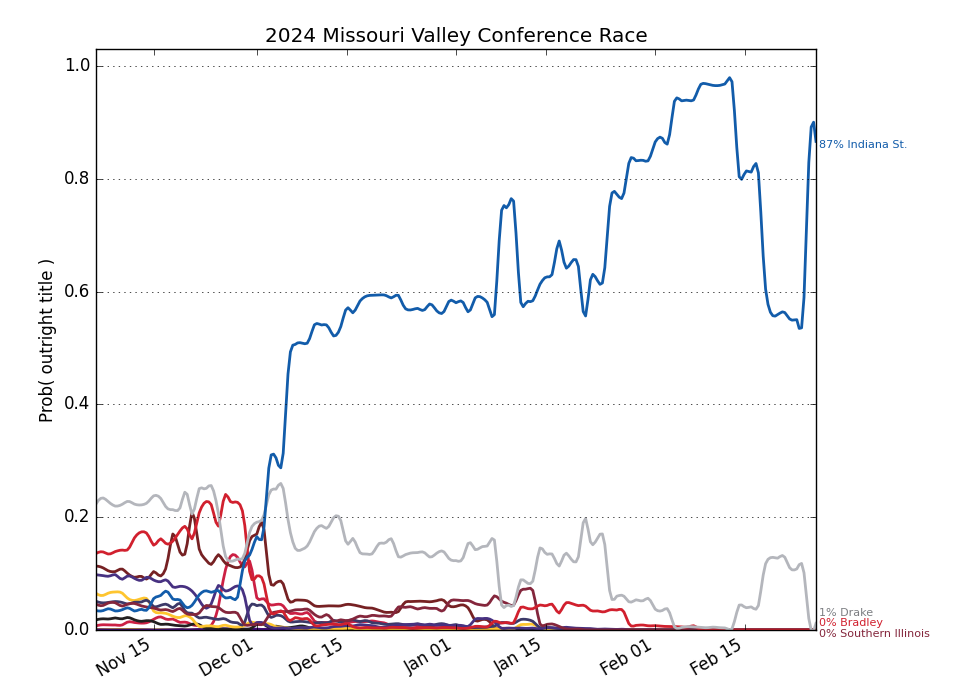 2024 Missouri Valley Conference Race
Prob( outright title )
1.0
0.8
0.6
0.4
0.2
0.0
87% Indiana St.
1% Drake
0% Bradley
0% Southern Illinois
Nov 15
Dec 01
Dec 15
Jan 01
Jan 15
Feb 01
Feb 15